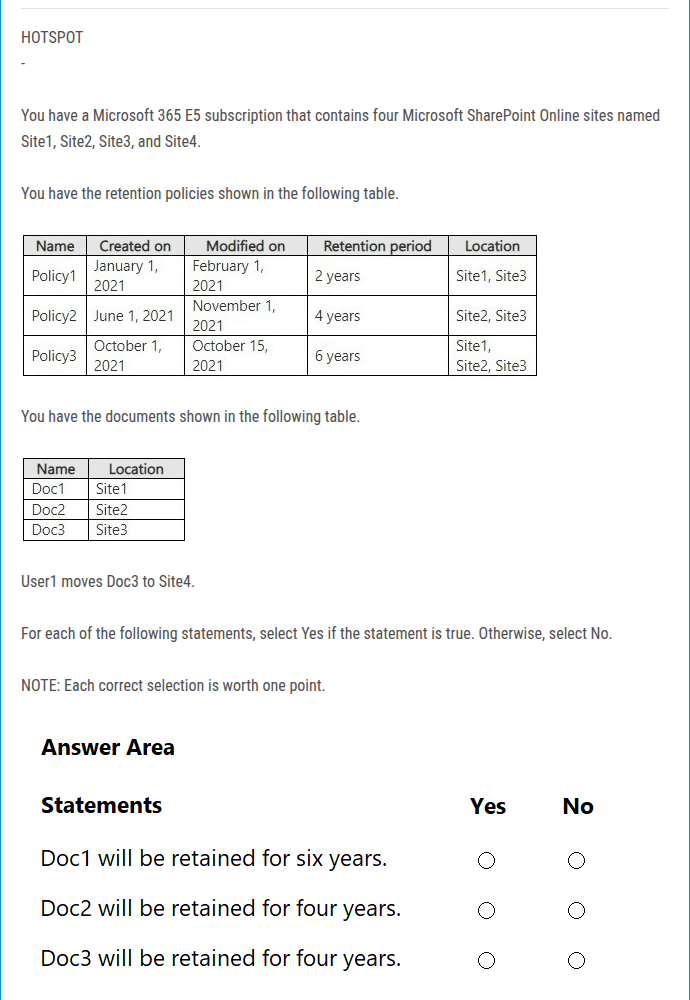 HOTSPOT
-
You have a Microsoft 365 E5 subscription that contains four Microsoft SharePoint Online sites named
Site1, Site2, Site3, and Site4.
You have the retention policies shown in the following table.
Name Created on Modified on Retention period Location
Policy1 January 1, 2021 February 1, 2021 2 years Site1, Site3
Policy2 June 1, 2021 November 1, 2021 4 years Site2, Site3
Policy3 October 1, 2021 October 15, 2021 6 years Site1, Site2, Site3
You have the documents shown in the following table.
Name Location
Doc1 Site1
Doc2 Site2
Doc3 Site3
User1 moves Doc3 to Site4.
For each of the following statements, select Yes if the statement is true. Otherwise, select No.
NOTE: Each correct selection is worth one point.
Answer Area
Statements Yes No
Doc1 will be retained for six years.
Doc2 will be retained for four years.
Doc3 will be retained for four years.